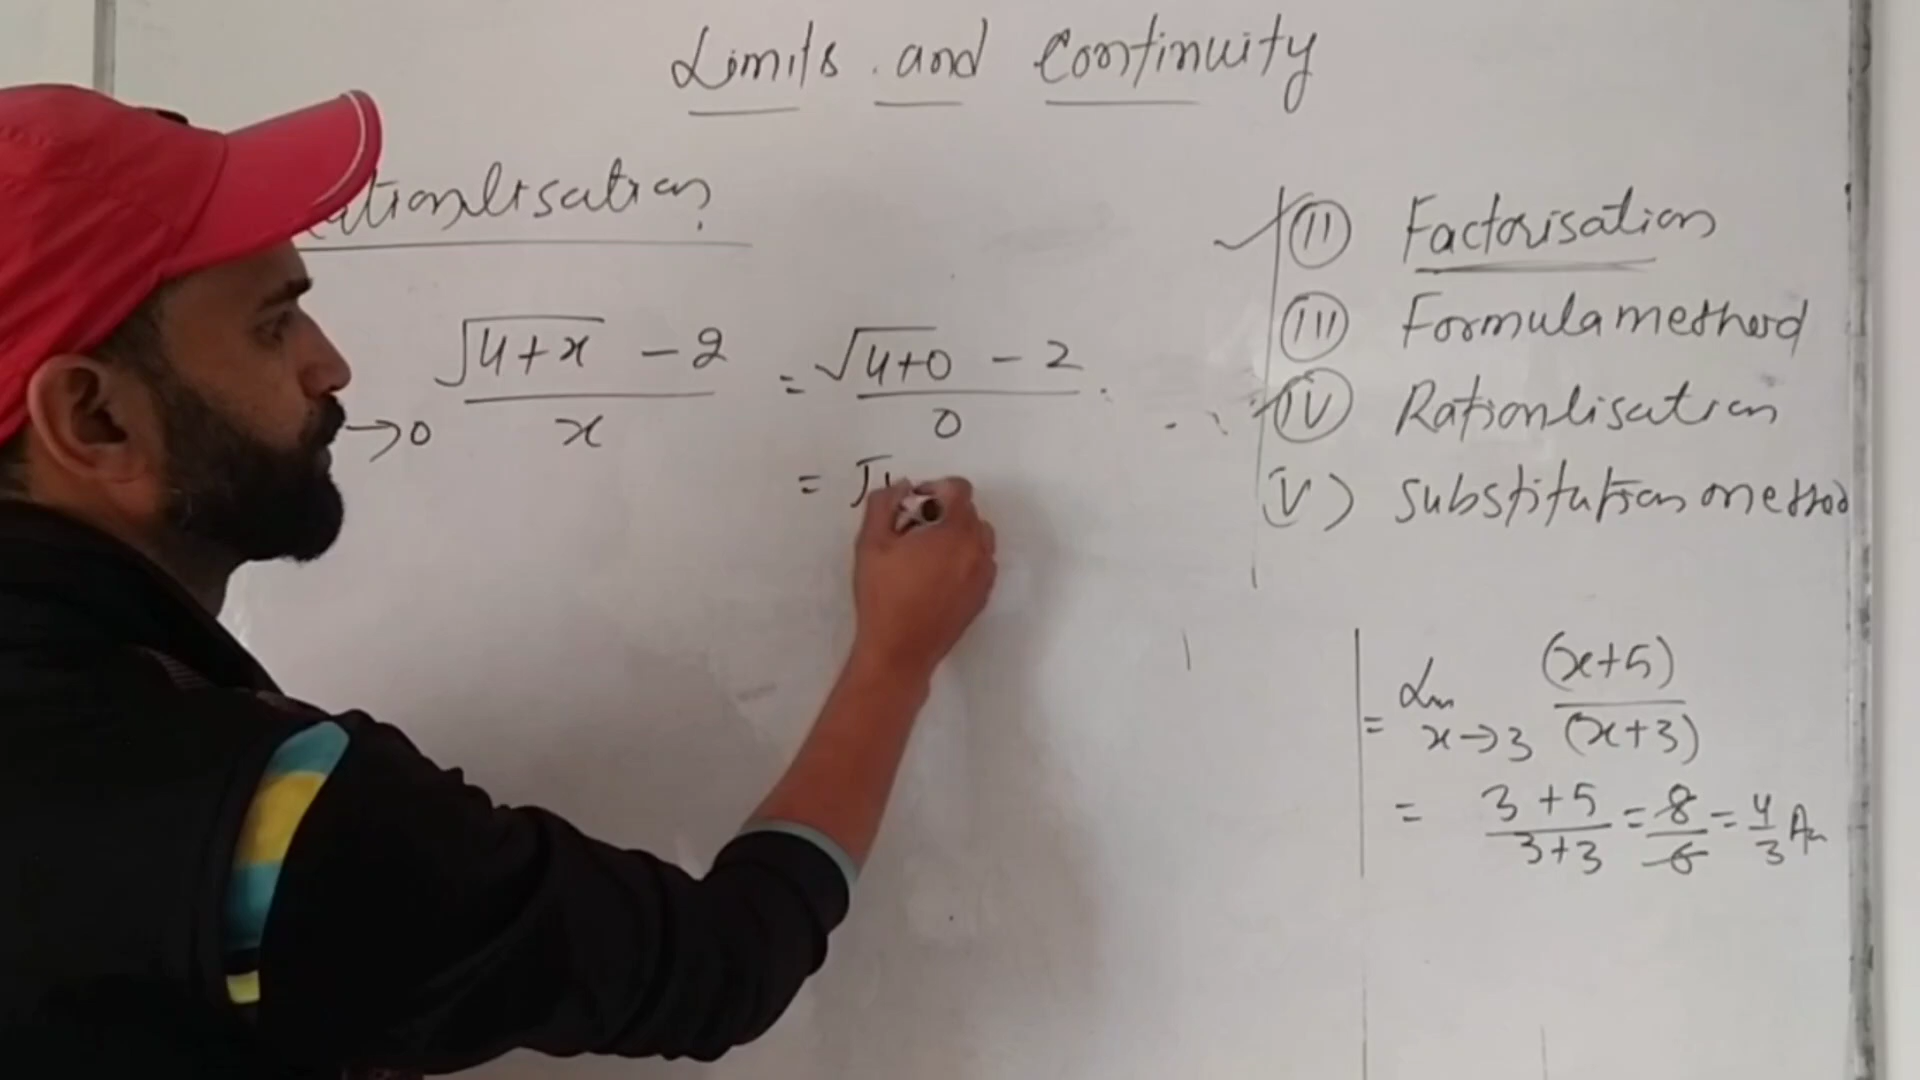 Limits and Continuity
ationlisation
√4+x - 2 / x = √4+0 - 2 / 0
→0
= √4
(II) Factorisation
(III) Formula method
(IV) Rationlisation
(V) Substitution method
= Lim x→3 (x+5) / (x+3)
= 3+5 / 3+3 = 8 / 6 = 4 / 3 An